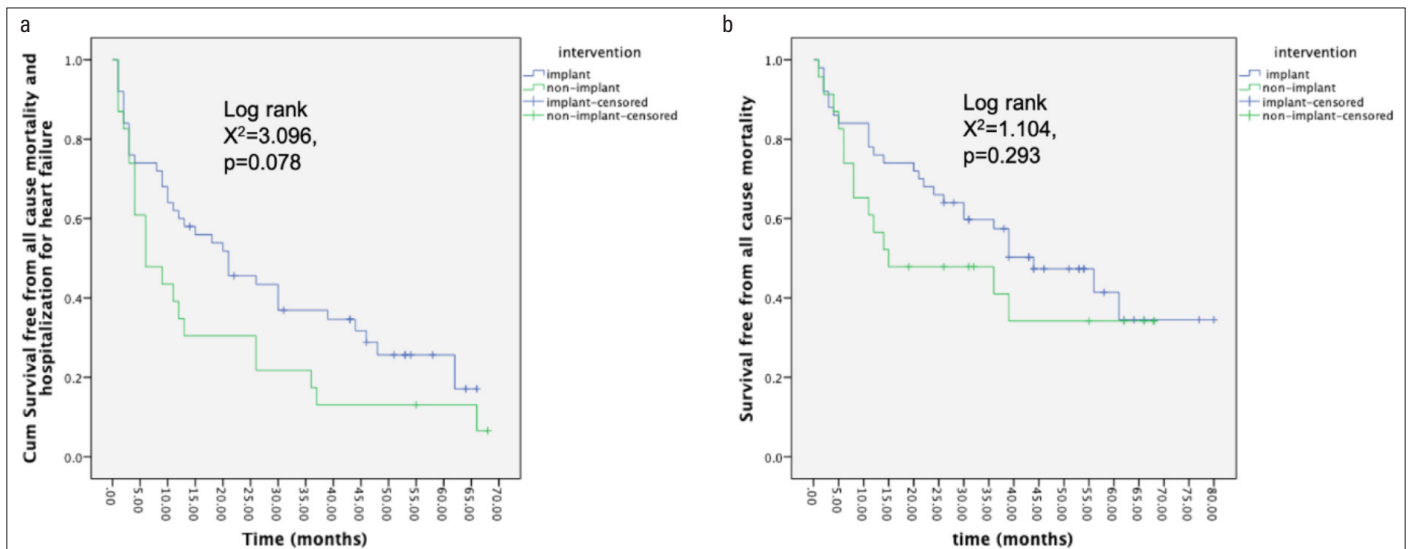 a
Cum Survival free from all cause mortality and
hospitalization for heart failure
1.0
0.8
0.6
0.4
0.2
0.0
Log rank
X²=3.096,
p=0.078
intervention
implant
non-implant
implant-censored
non-implant-censored
.00
5.00
10.00
15.00
20.00
25.00
30.00
35.00
40.00
45.00
50.00
55.00
60.00
65.00
70.00
Time (months)
b
Survival free from all cause mortality
1.0
0.8
0.6
0.4
0.2
0.0
Log rank
X²=1.104,
p=0.293
intervention
implant
non-implant
implant-censored
non-implant-censored
.00
5.00
10.00
15.00
20.00
25.00
30.00
35.00
40.00
45.00
50.00
55.00
60.00
65.00
70.00
75.00
80.00
time (months)